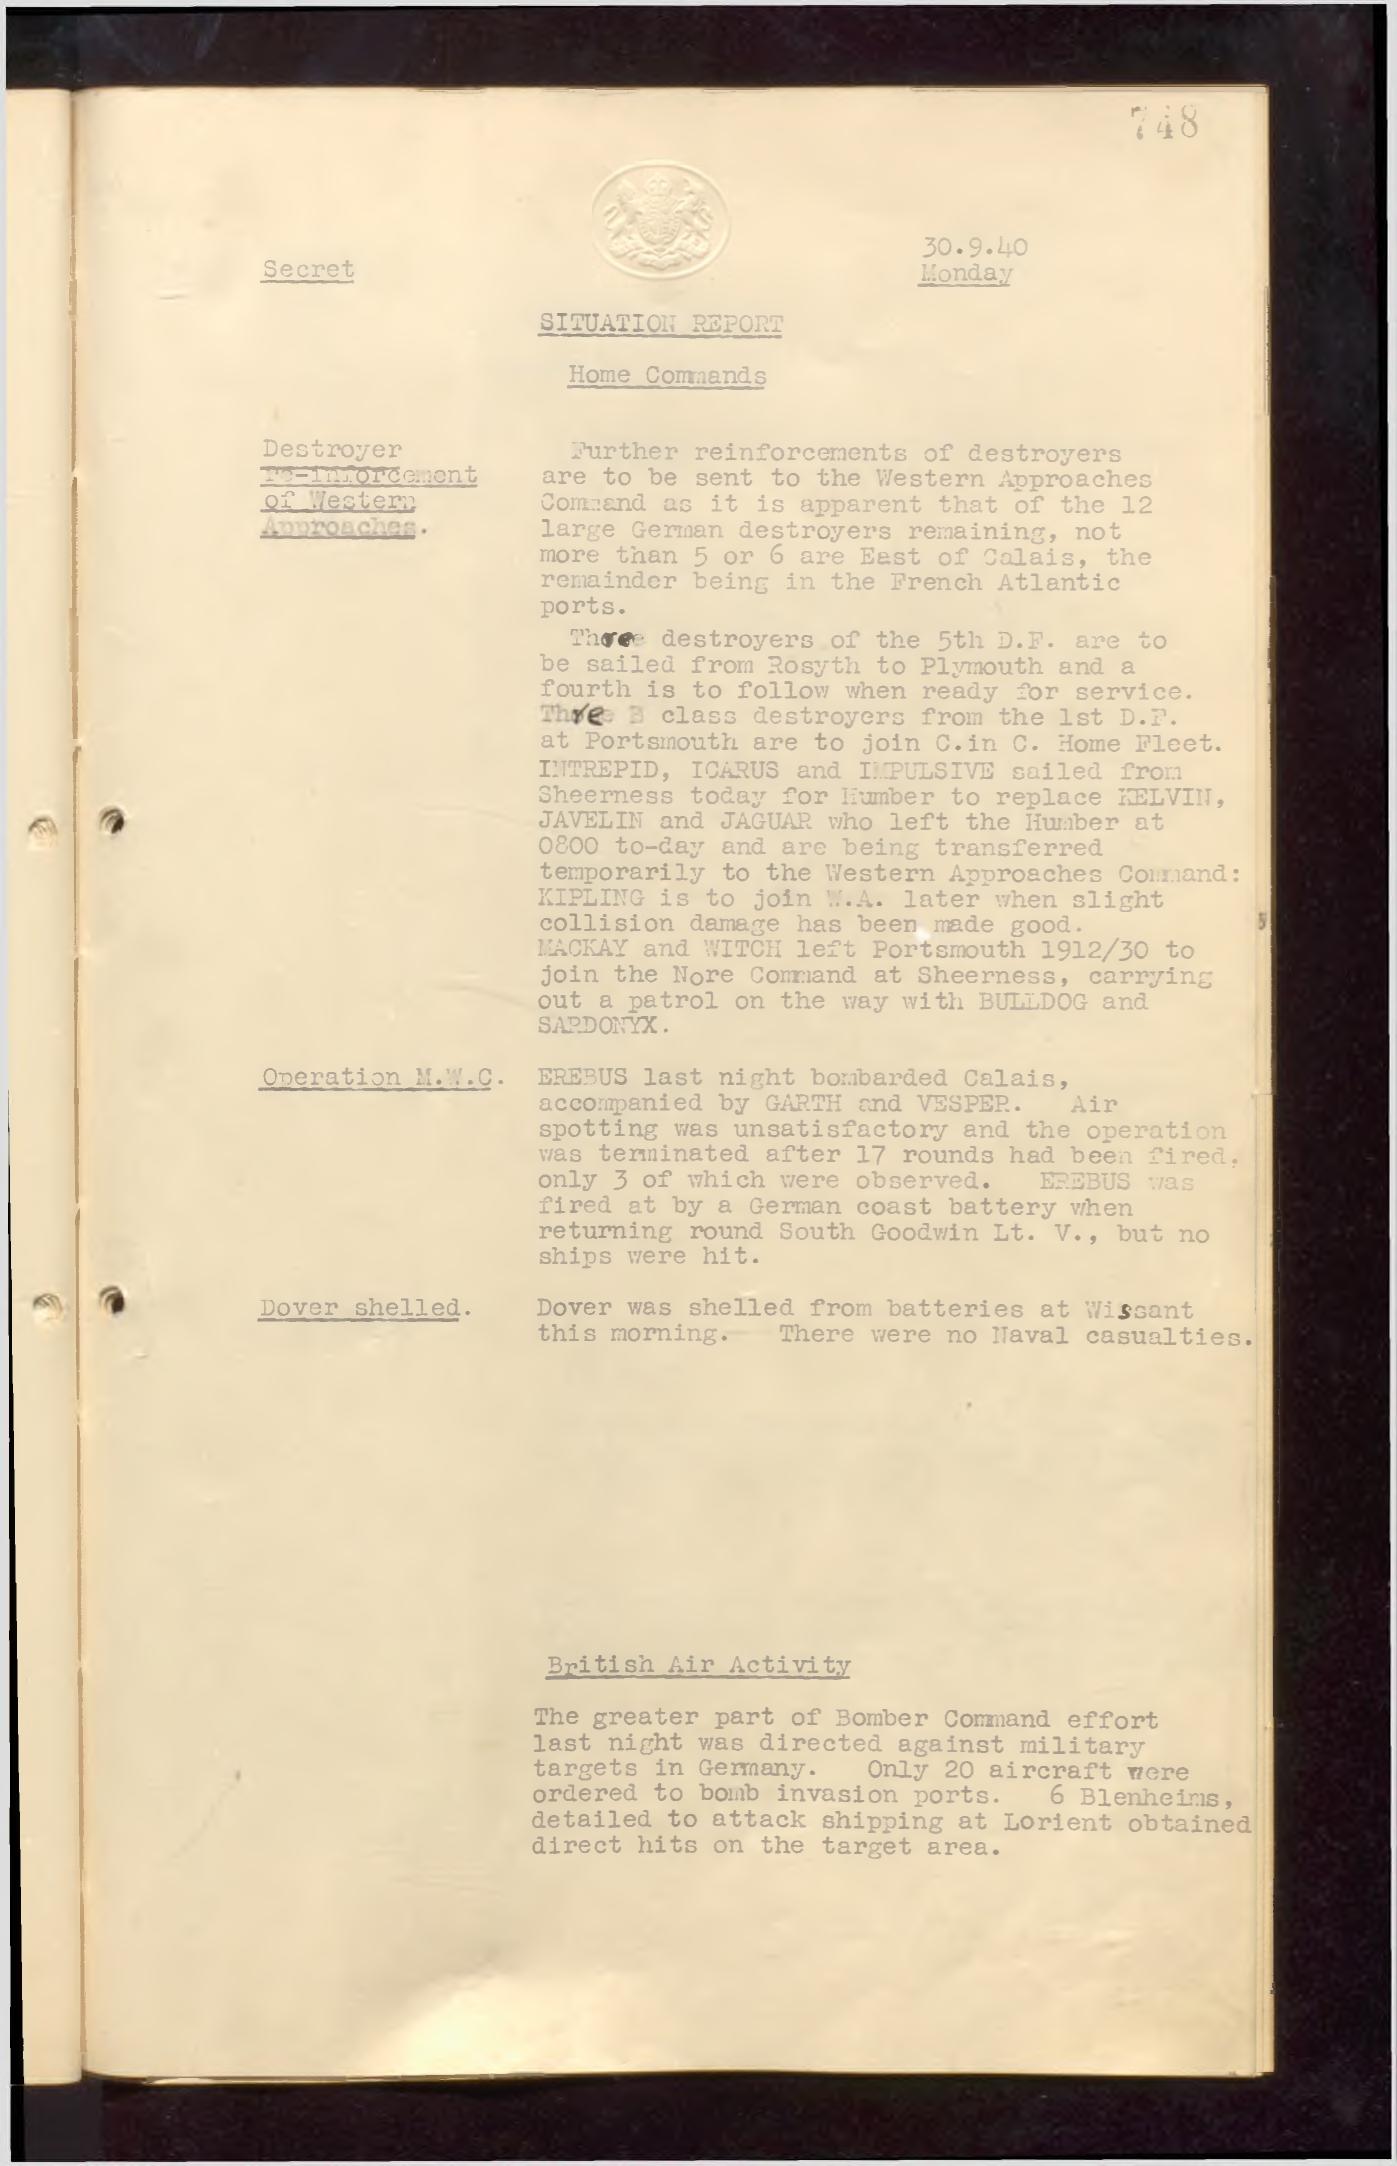 748
30.9.40
Secret
Monday
SITUATION REPORT
Home Commands
Destroyer
re-inforcement
of Western
Approaches.
Further reinforcements of destroyers
are to be sent to the Western Approaches
Command as it is apparent that of the 12
large German destroyers remaining, not
more than 5 or 6 are East of Calais, the
remainder being in the French Atlantic
ports.
Three destroyers of the 5th D.F. are to
be sailed from Rosyth to Plymouth and a
fourth is to follow when ready for service.
Three B class destroyers from the 1st D.F.
at Portsmouth are to join C.in C. Home Fleet.
INTREPID, ICARUS and IMPULSIVE sailed from
Sheerness today for Humber to replace KELVIN,
JAVELIN and JAGUAR who left the Humber at
0800 to-day and are being transferred
temporarily to the Western Approaches Command:
KIPLING is to join W.A. later when slight
collision damage has been made good.
MACKAY and WITCH left Portsmouth 1912/30 to
join the Nore Command at Sheerness, carrying
out a patrol on the way with BULLDOG and
SARDONYX.
Operation M.W.C.
EREBUS last night bombarded Calais,
accompanied by GARTH and VESPER. Air
spotting was unsatisfactory and the operation
was terminated after 17 rounds had been fired,
only 3 of which were observed. EREBUS was
fired at by a German coast battery when
returning round South Goodwin Lt. V., but no
ships were hit.
Dover shelled.
Dover was shelled from batteries at Wissant
this morning. There were no Naval casualties.
British Air Activity
The greater part of Bomber Command effort
last night was directed against military
targets in Germany. Only 20 aircraft were
ordered to bomb invasion ports. 6 Blenheims,
detailed to attack shipping at Lorient obtained
direct hits on the target area.